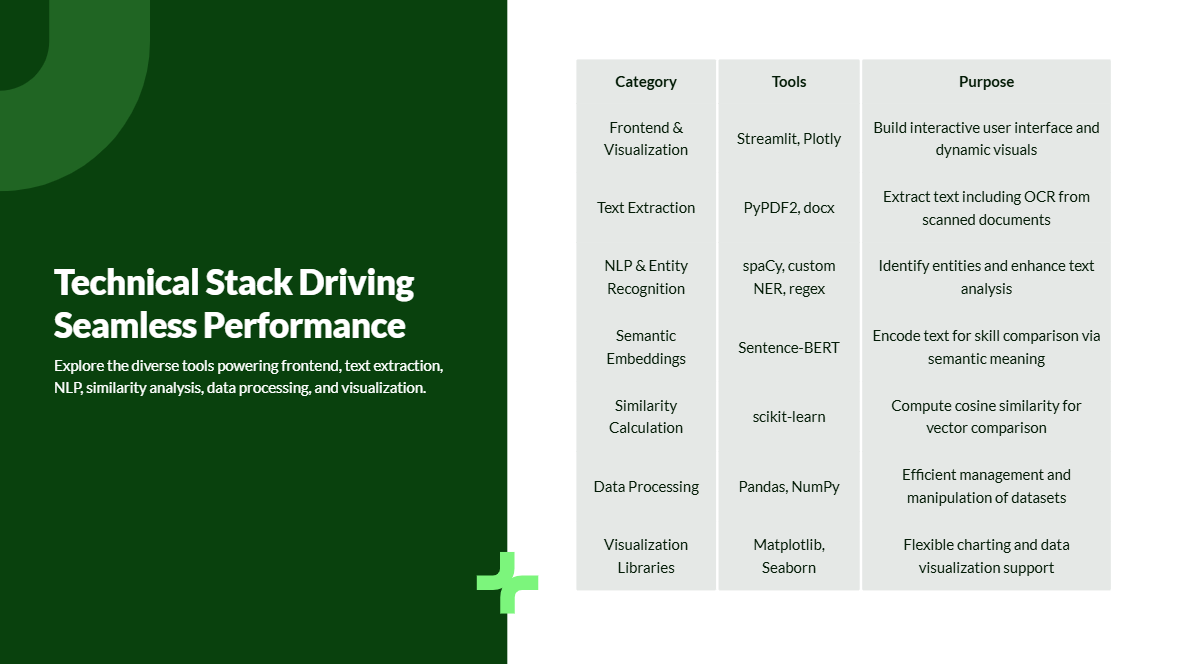 Technical Stack Driving
Seamless Performance
Explore the diverse tools powering frontend, text extraction,
NLP, similarity analysis, data processing, and visualization.
Category Tools Purpose
Frontend &
Visualization
Streamlit, Plotly
Build interactive user interface and
dynamic visuals
Text Extraction
PyPDF2, docx
Extract text including OCR from
scanned documents
NLP & Entity
Recognition
spaCy, custom
NER, regex
Identify entities and enhance text
analysis
Semantic
Embeddings
Sentence-BERT
Encode text for skill comparison via
semantic meaning
Similarity
Calculation
scikit-learn
Compute cosine similarity for
vector comparison
Data Processing
Pandas, NumPy
Efficient management and
manipulation of datasets
Visualization
Libraries
Matplotlib,
Seaborn
Flexible charting and data
visualization support